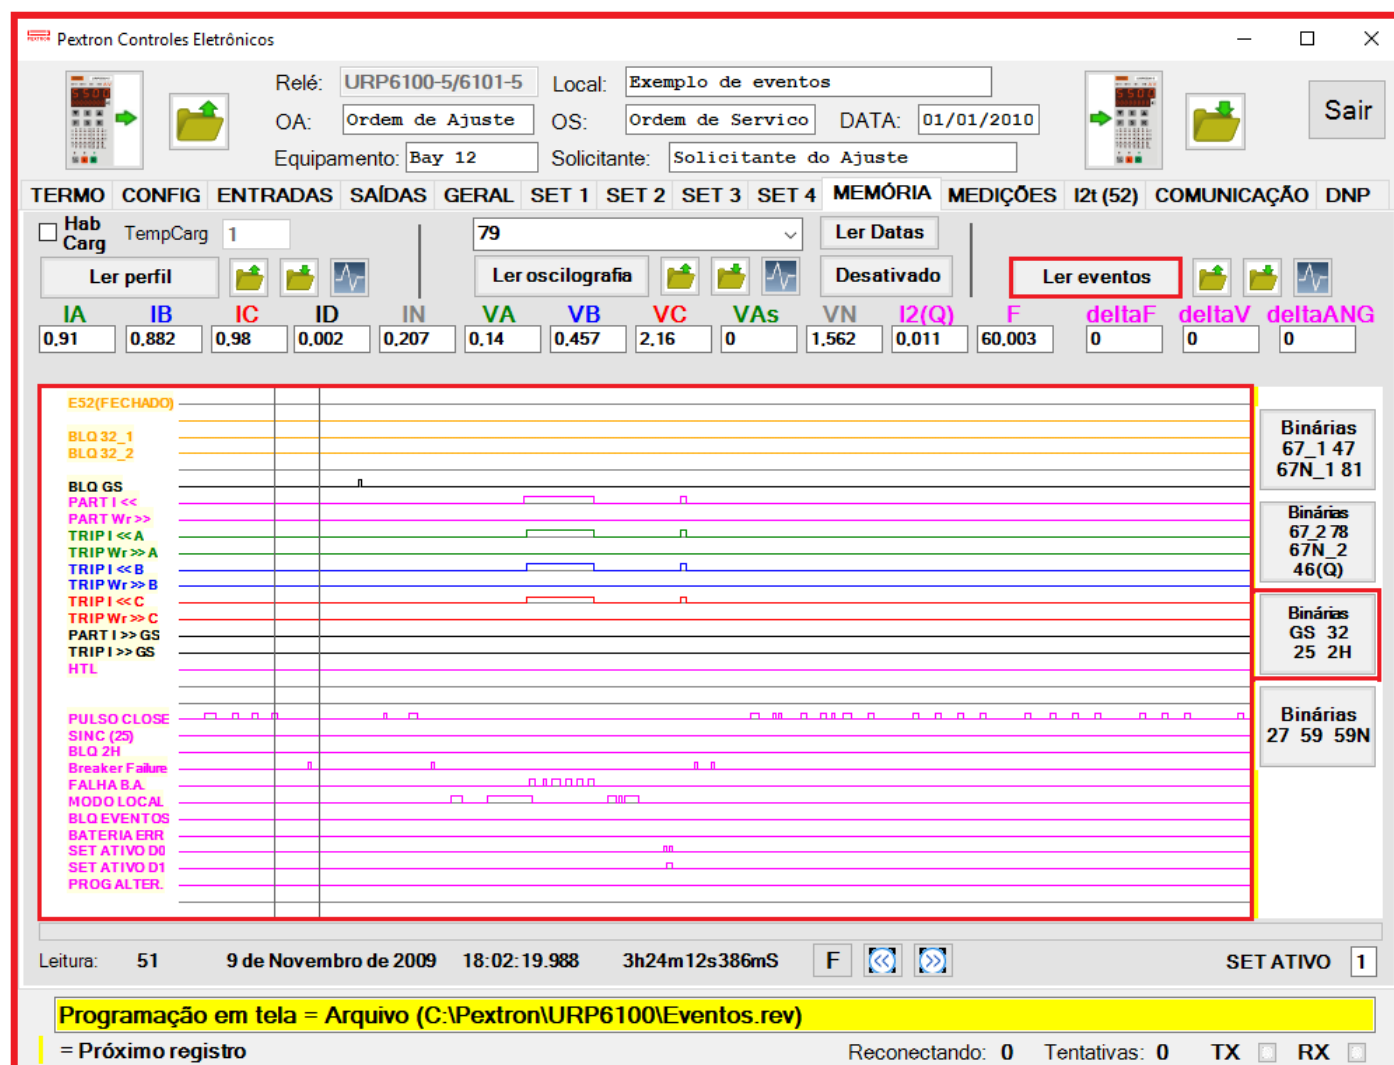 Pextron Controles Eletrônicos
Relé: URP6100-5/6101-5 Local: Exemplo de eventos
OA: Ordem de Ajuste OS: Ordem de Servico DATA: 01/01/2010
Equipamento: Bay 12 Solicitante: Solicitante do Ajuste
Sair
TERMO CONFIG ENTRADAS SAÍDAS GERAL SET 1 SET 2 SET 3 SET 4 MEMÓRIA MEDIÇÕES I2t (52) COMUNICAÇÃO DNP
Hab Carg TempCarg 1 79 Ler Datas
Ler perfil Ler oscilografia Desativado Ler eventos
IA IB IC ID IN VA VB VC VAs VN I2(Q) F deltaF deltaV deltaANG
0,91 0,882 0,98 0,002 0,207 0,14 0,457 2,16 0 1,562 0,011 60,003 0 0 0
E52(FECHADO)
BLQ 32_1
BLQ 32_2
BLQ GS
PART I <<
PART Wr >>
TRIP I << A
TRIP Wr >> A
TRIP I << B
TRIP Wr >> B
TRIP I << C
TRIP Wr >> C
PART I >> GS
TRIP I >> GS
HTL
PULSO CLOSE
SINC (25)
BLQ 2H
Breaker Failure
FALHA B.A.
MODO LOCAL
BLQ EVENTOS
BATERIA ERR
SET ATIVO D0
SET ATIVO D1
PROG ALTER.
Binárias
67_1 47
67N_1 81
Binárias
67_2 78
67N_2
46(Q)
Binárias
GS 32
25 2H
Binárias
27 59 59N
Leitura: 51 9 de Novembro de 2009 18:02:19.988 3h24m12s386mS F SET ATIVO 1
Programação em tela = Arquivo (C:\Pextron\URP6100\Eventos.rev)
= Próximo registro Reconectando: 0 Tentativas: 0 TX RX